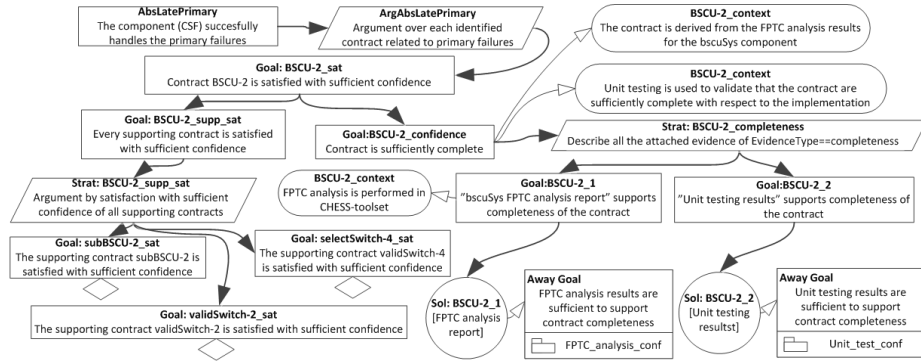 AbsLatePrimary
The component (CSF) succesfully
handles the primary failures
ArgAbsLatePrimary
Argument over each identified
contract related to primary failures
BSCU-2_context
The contract is derived from the FPTC analysis results
for the bscuSys component
Goal: BSCU-2_sat
Contract BSCU-2 is satisfied with sufficient confidence
BSCU-2_context
Unit testing is used to validate that the contract are
sufficiently complete with respect to the implementation
Goal: BSCU-2_supp_sat
Every supporting contract is satisfied
with sufficient confidence
Goal:BSCU-2_confidence
Contract is sufficiently complete
Strat: BSCU-2_completeness
Describe all the attached evidence of EvidenceType==completeness
Strat: BSCU-2_supp_sat
Argument by satisfaction with sufficient
confidence of all supporting contracts
BSCU-2_context
FPTC analysis is performed in
CHESS-toolset
Goal:BSCU-2_1
"bscuSys FPTC analysis report" supports
completeness of the contract
Goal:BSCU-2_2
"Unit testing results" supports completeness of
the contract
Goal: subBSCU-2_sat
The supporting contract subBSCU-2 is
satisfied with sufficient confidence
Goal: selectSwitch-4_sat
The supporting contract validSwitch-4
is satisfied with sufficient confidence
Goal: validSwitch-2_sat
The supporting contract validSwitch-2 is satisfied with sufficient confidence
Sol: BSCU-2_1
[FPTC analysis
report]
Away Goal
FPTC analysis results are
sufficient to support
contract completeness
FPTC_analysis_conf
Sol: BSCU-2_2
[Unit testing
resultst]
Away Goal
Unit testing results are
sufficient to support
contract completeness
Unit_test_conf